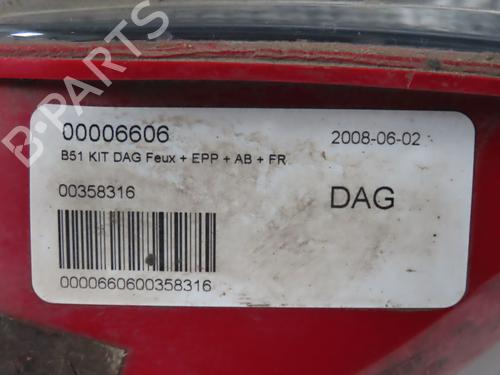 00006606
2008-06-02
B51 KIT DAG Feux + EPP + AB + FR
00358316
DAG
0000660600358316
B-PARTS